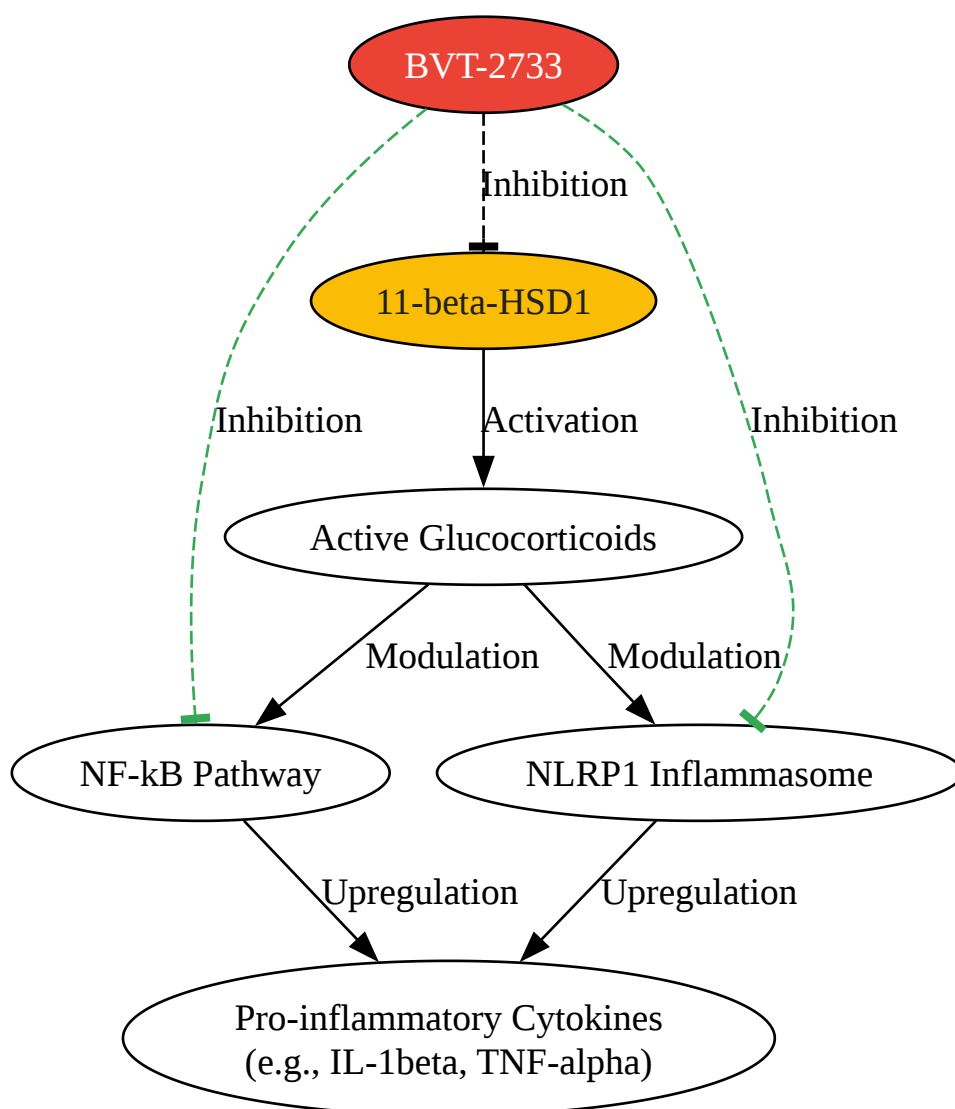 BVT-2733
Inhibition
11-beta-HSD1
Inhibition
Activation
Inhibition
Active Glucocorticoids
Modulation
Modulation
NF-kB Pathway
NLRP1 Inflammasome
Upregulation
Upregulation
Pro-inflammatory Cytokines
(e.g., IL-1beta, TNF-alpha)